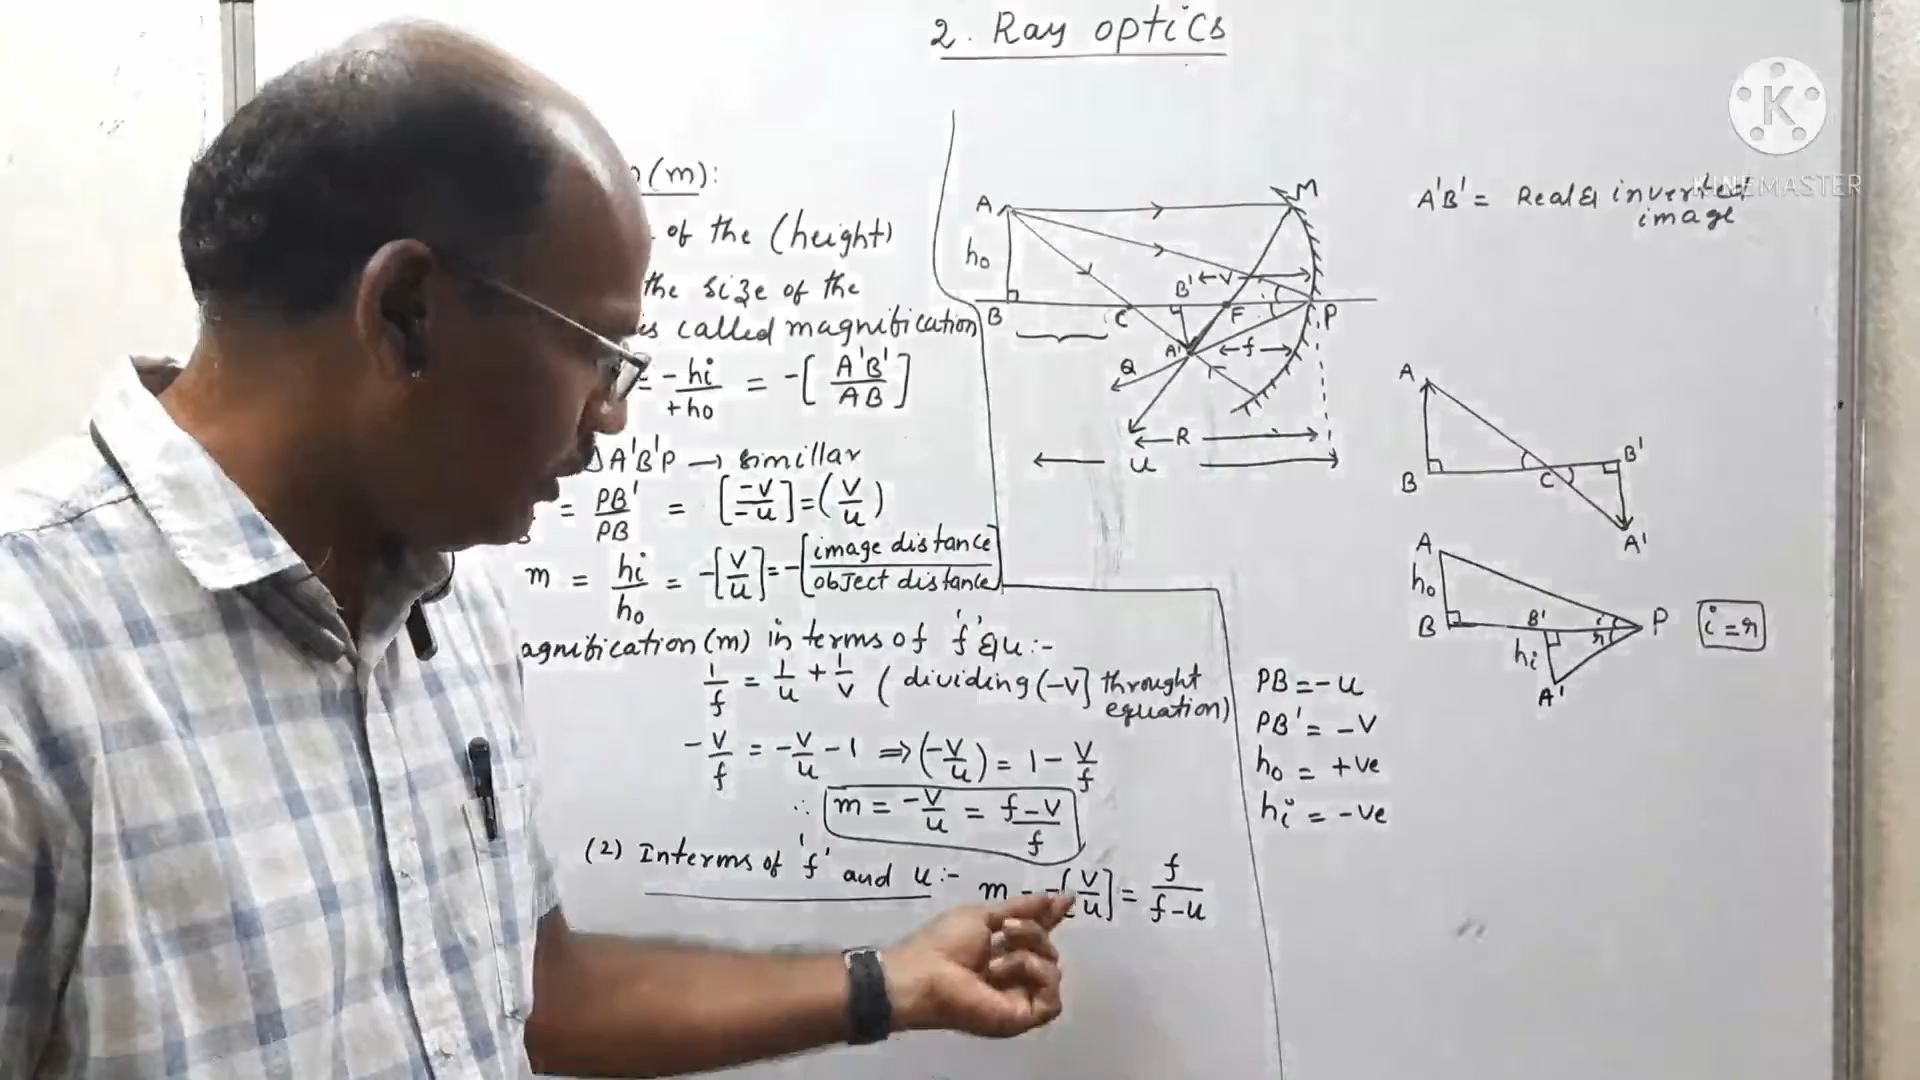 2. Ray optics
(m):
of the (height)
the size of the
is called magnification
= -hi/+ho = -[A'B'/AB]
ΔA'B'P → simillar
= PB'/PB = [-v/-u] = (v/u)
m = hi/ho = -[v/u] = -[image distance/object distance]
agnification(m) in terms of 'f' & u :-
1/f = 1/u + 1/v (dividing (-v) throught equation)
-v/f = -v/u - 1 ⇒ (-v/u) = 1 - v/f
∴ m = -v/u = f-v/f
(2) Interms of 'f' and u :- m = -[v/u] = f/f-u
A
M
ho
B' ← v →
B
C
F
P
A'
← f →
Q
← R →
← u →
A'B' = Real & inverted
image
KINEMASTER
K
A
B
C
B'
A'
A
ho
B
B'
i
r
P
i = r
hi
A'
PB = -u
PB' = -v
ho = +ve
hi = -ve